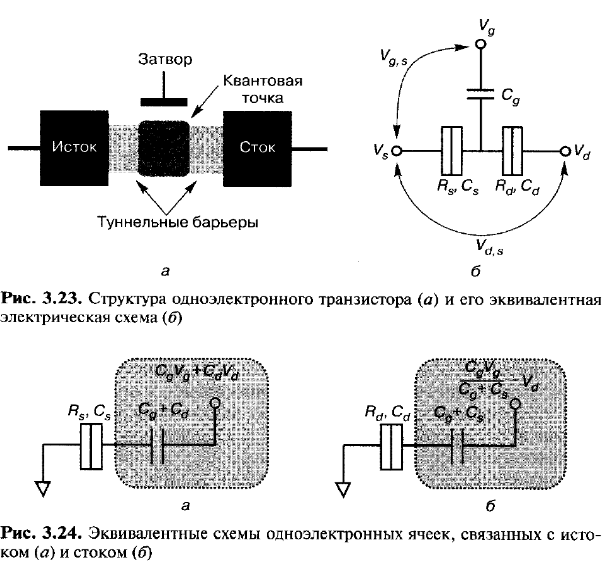 Затвор
Квантовая
точка
Исток
Сток
Туннельные барьеры
а
V_g
V_{g, s}
C_g
V_s
V_d
R_s, C_s
R_d, C_d
V_{d, s}
б
Рис. 3.23. Структура одноэлектронного транзистора (а) и его эквивалентная
электрическая схема (б)
C_gV_g+C_dV_d
R_s, C_s
C_g+C_d
а
C_gV_g
C_g+C_s
V_d
R_d, C_d
C_g+C_s
б
Рис. 3.24. Эквивалентные схемы одноэлектронных ячеек, связанных с исто-
ком (а) и стоком (б)